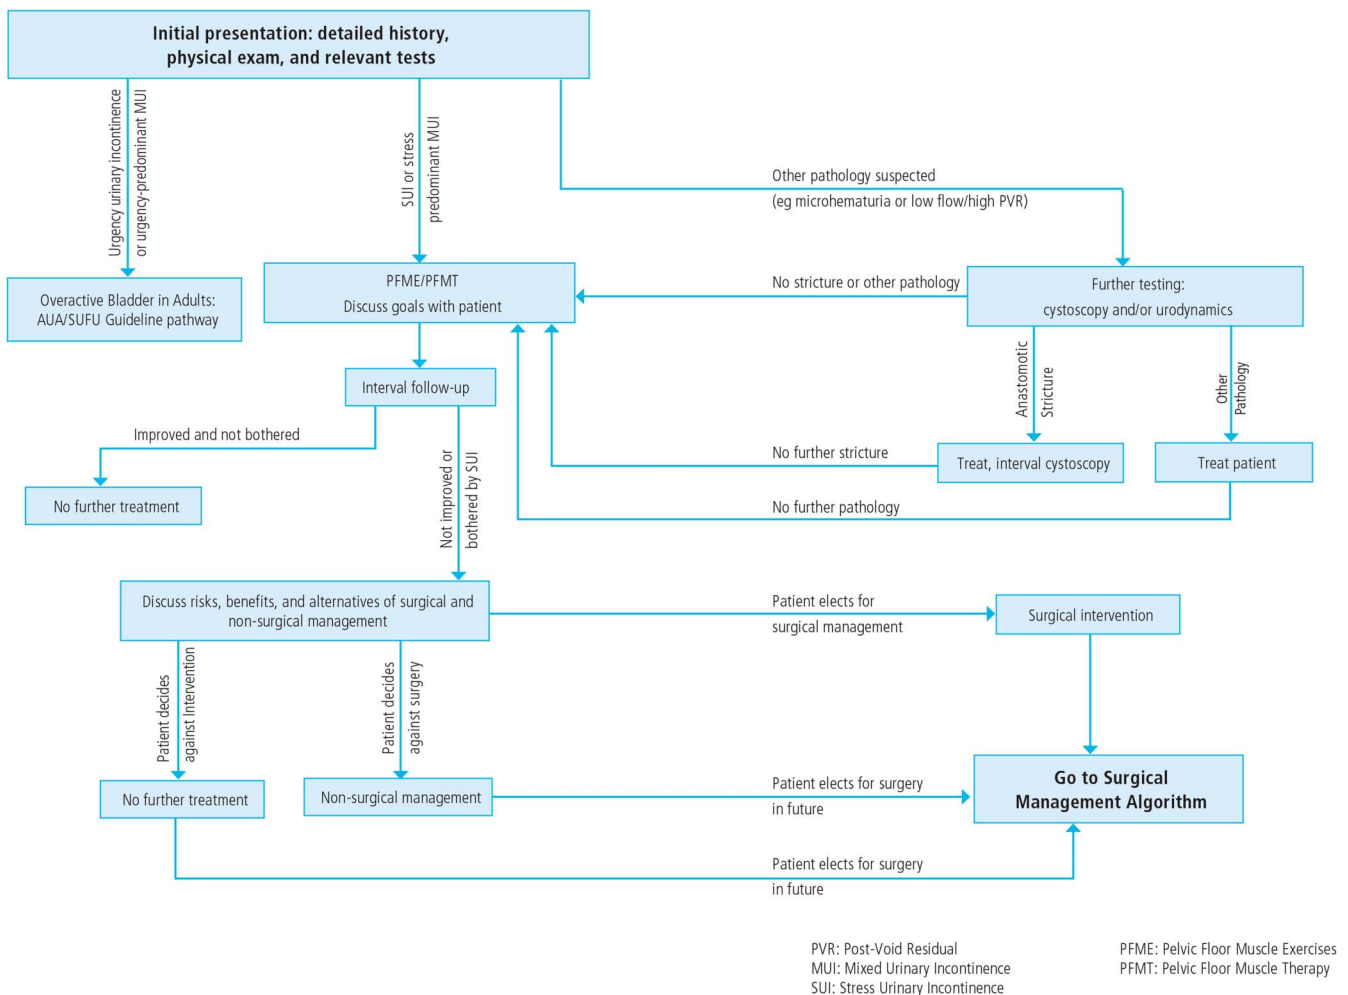 Initial presentation: detailed history,
physical exam, and relevant tests
Urgency urinary incontinence
or urgency-predominant MUI
SUI or stress
predominant MUI
Other pathology suspected
(eg microhematuria or low flow/high PVR)
Overactive Bladder in Adults:
AUA/SUFU Guideline pathway
PFME/PFMT
Discuss goals with patient
No stricture or other pathology
Further testing:
cystoscopy and/or urodynamics
Anastomotic
Stricture
Other
Pathology
Interval follow-up
Improved and not bothered
No further treatment
Not improved or
bothered by SUI
No further stricture
Treat, interval cystoscopy
Treat patient
No further pathology
Discuss risks, benefits, and alternatives of surgical and
non-surgical management
Patient elects for
surgical management
Surgical intervention
Patient decides
against Intervention
Patient decides
against surgery
No further treatment
Non-surgical management
Patient elects for surgery
in future
Go to Surgical
Management Algorithm
Patient elects for surgery
in future
PVR: Post-Void Residual
MUI: Mixed Urinary Incontinence
SUI: Stress Urinary Incontinence
PFME: Pelvic Floor Muscle Exercises
PFMT: Pelvic Floor Muscle Therapy